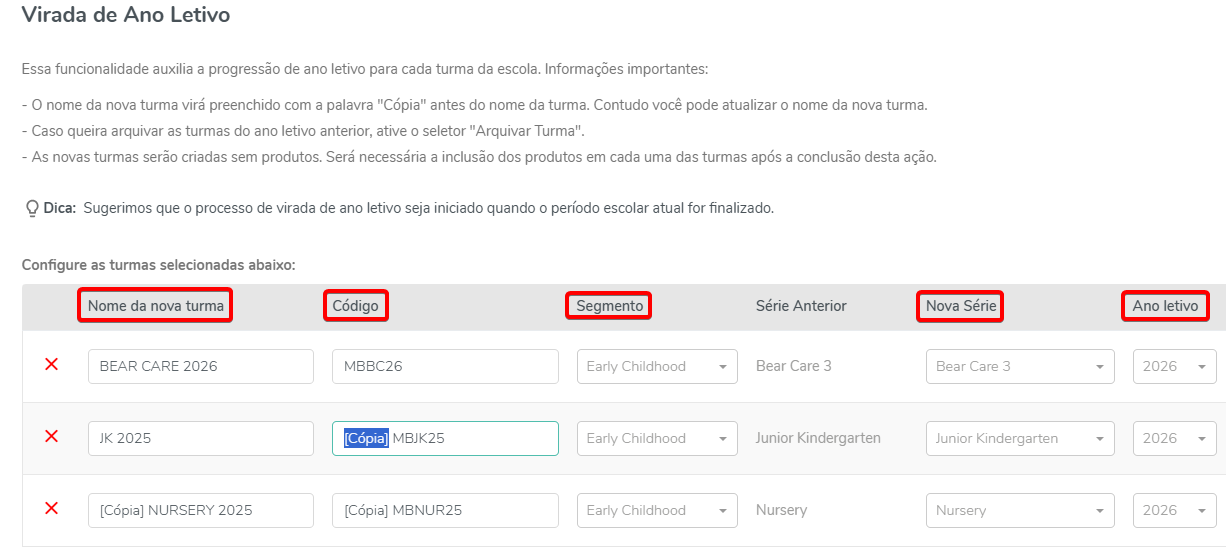 Virada de Ano Letivo
Essa funcionalidade auxilia a progressão de ano letivo para cada turma da escola. Informações importantes:
- O nome da nova turma virá preenchido com a palavra "Cópia" antes do nome da turma. Contudo você pode atualizar o nome da nova turma.
- Caso queira arquivar as turmas do ano letivo anterior, ative o seletor "Arquivar Turma".
- As novas turmas serão criadas sem produtos. Será necessária a inclusão dos produtos em cada uma das turmas após a conclusão desta ação.
Dica: Sugerimos que o processo de virada de ano letivo seja iniciado quando o período escolar atual for finalizado.
Configure as turmas selecionadas abaixo:
Nome da nova turma Código Segmento Série Anterior Nova Série Ano letivo
BEAR CARE 2026 MBBC26 Early Childhood Bear Care 3 Bear Care 3 2026
JK 2025 [Cópia] MBJK25 Early Childhood Junior Kindergarten Junior Kindergarten 2026
[Cópia] NURSERY 2025 [Cópia] MBNUR25 Early Childhood Nursery Nursery 2026